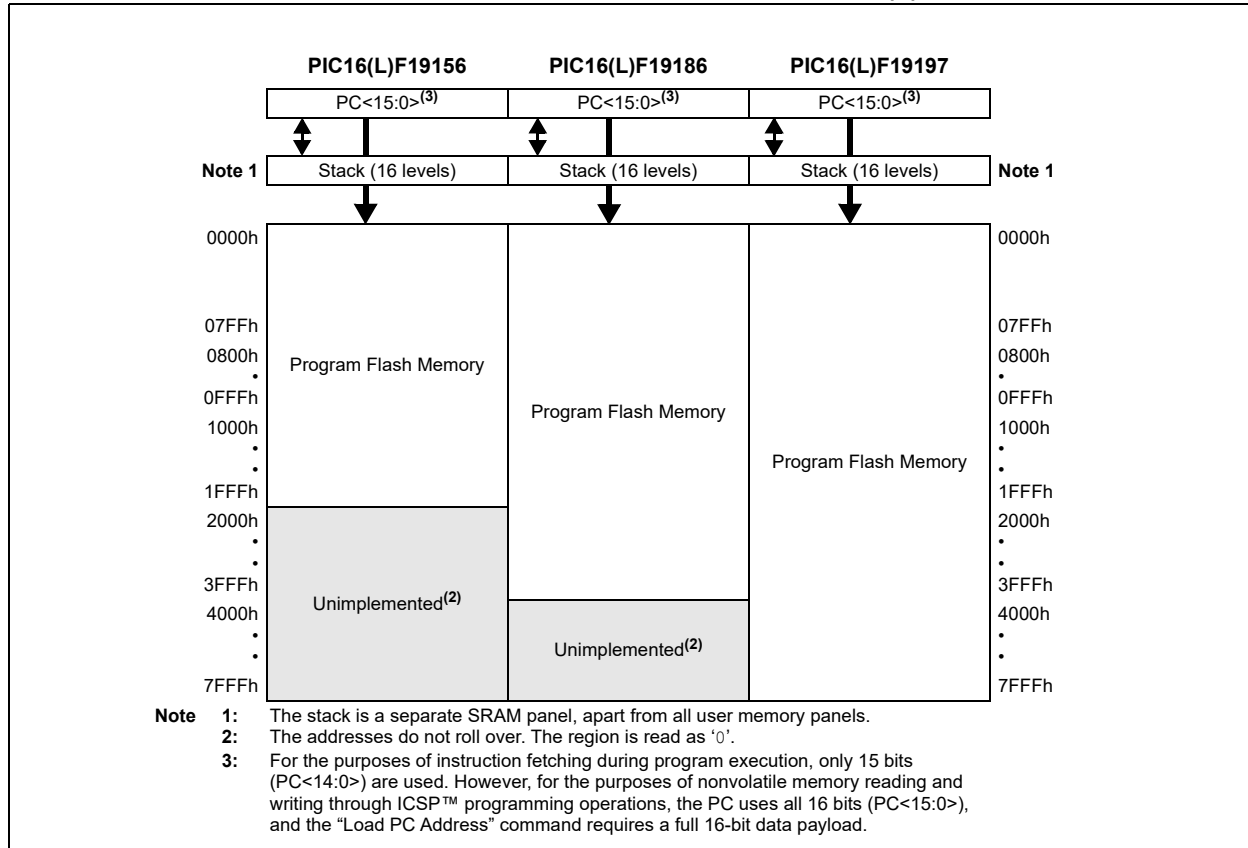 PIC16(L)F19156 PIC16(L)F19186 PIC16(L)F19197
PC<15:0>(3) PC<15:0>(3) PC<15:0>(3)
Note 1 Stack (16 levels) Stack (16 levels) Stack (16 levels) Note 1
0000h 0000h
07FFh 07FFh
0800h Program Flash Memory 0800h
• •
0FFFh 0FFFh
Program Flash Memory
1000h 1000h
• •
Program Flash Memory
• •
1FFFh 1FFFh
2000h 2000h
• •
• •
3FFFh 3FFFh
Unimplemented(2)
4000h 4000h
• •
Unimplemented(2)
• •
7FFFh 7FFFh
Note 1: The stack is a separate SRAM panel, apart from all user memory panels.
2: The addresses do not roll over. The region is read as ‘0’.
3: For the purposes of instruction fetching during program execution, only 15 bits
(PC<14:0>) are used. However, for the purposes of nonvolatile memory reading and
writing through ICSP™ programming operations, the PC uses all 16 bits (PC<15:0>),
and the “Load PC Address” command requires a full 16-bit data payload.